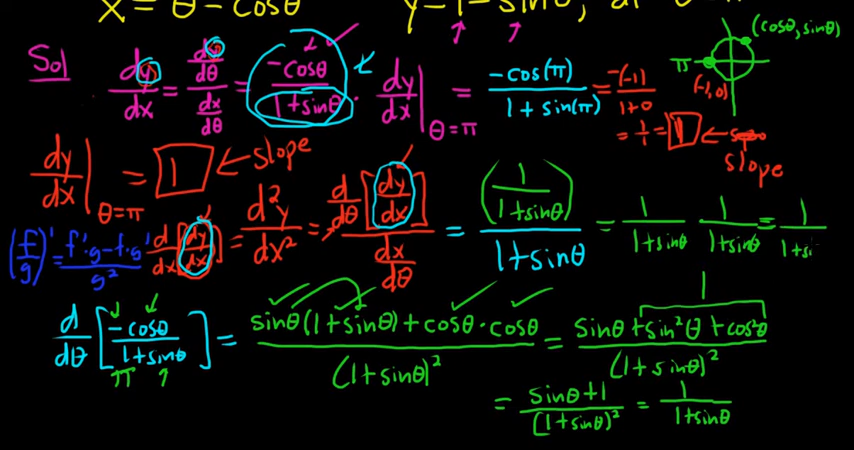 x = θ - cosθ    y = 1 - sinθ, at θ = π
Sol
dy/dx = (dy/dθ)/(dx/dθ) = -cosθ/(1+sinθ)
dy/dx |θ=π = -cos(π)/(1+sin(π)) = -(-1)/(1+0)
= 1/1 = 1 ← slope
π (cosθ, sinθ)
(-1, 0)
dy/dx |θ=π = 1 ← slope
(f/g)' = (f'·g - f·g')/g²
d/dx [dy/dx] = d²y/dx² = (d/dθ [dy/dx])/(dx/dθ) = (1/(1+sinθ))/(1+sinθ) = 1/(1+sinθ) 1/(1+sinθ) = 1/(1+si
d/dθ [-cosθ/(1+sinθ)] = (sinθ(1+sinθ)+cosθ·cosθ)/(1+sinθ)² = (sinθ+sin²θ+cos²θ)/(1+sinθ)²
1
π
= (sinθ+1)/(1+sinθ)² = 1/(1+sinθ)